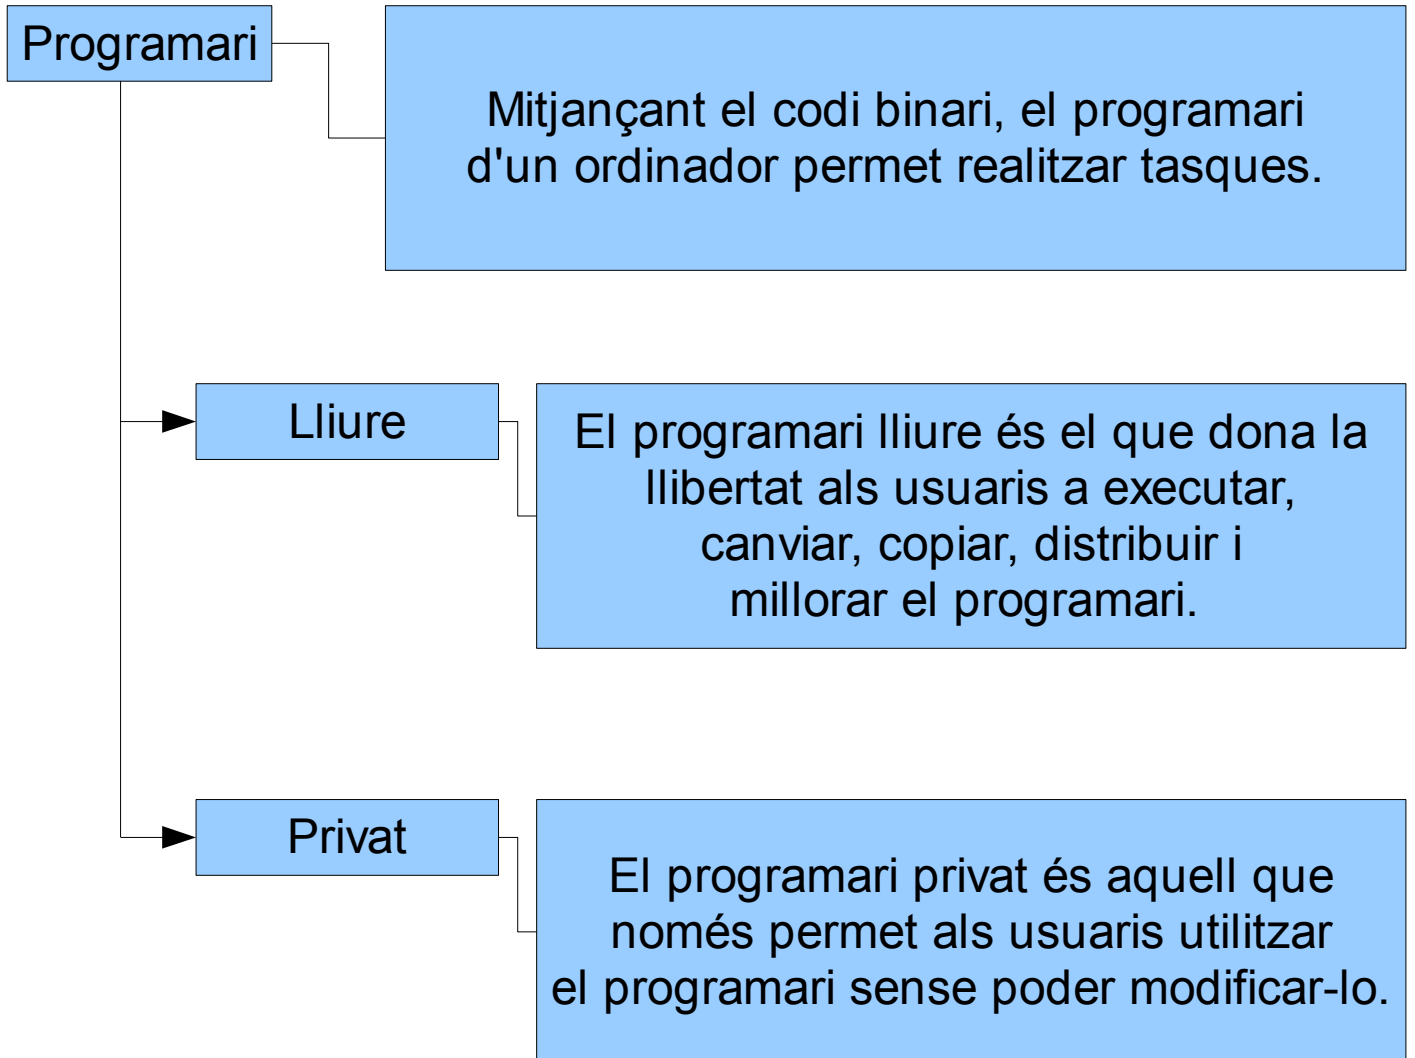 Programari
Mitjançant el codi binari, el programari
d'un ordinador permet realitzar tasques.
Lliure
El programari lliure és el que dona la
llibertat als usuaris a executar,
canviar, copiar, distribuir i
millorar el programari.
Privat
El programari privat és aquell que
només permet als usuaris utilitzar
el programari sense poder modificar-lo.